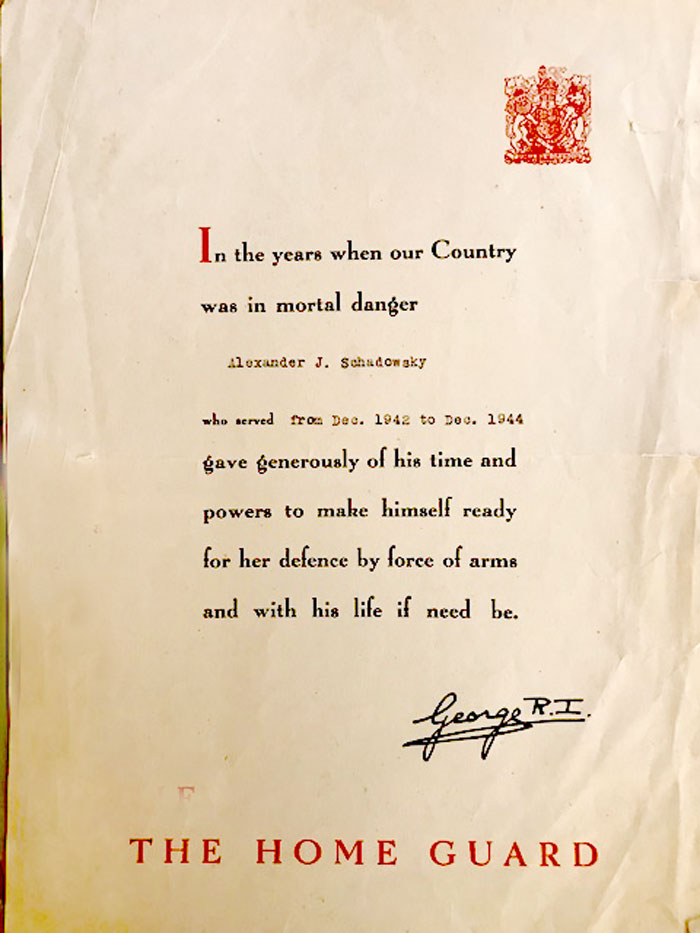 In the years when our Country
was in mortal danger
Alexander J. Schadowsky
who served from Dec. 1942 to Dec. 1944
gave generously of his time and
powers to make himself ready
for her defence by force of arms
and with his life if need be.
George R.I.
F
THE HOME GUARD